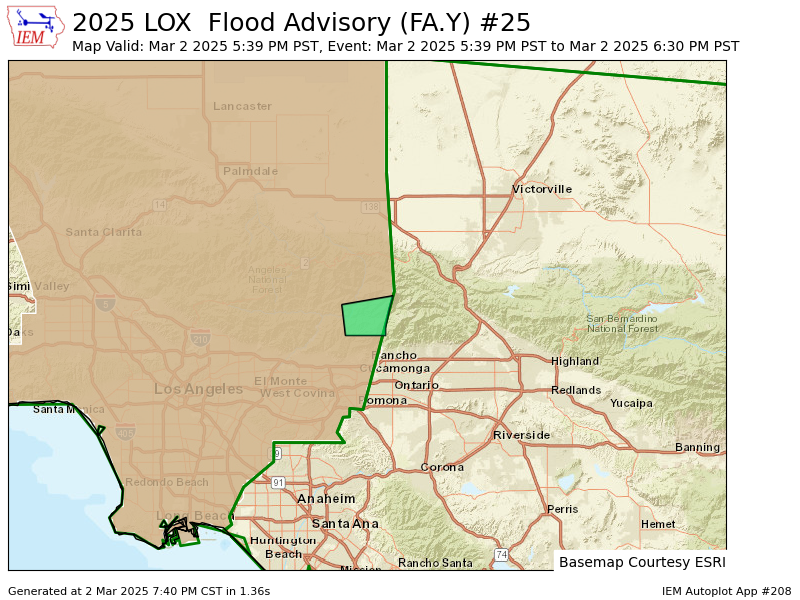 IEM
2025 LOX Flood Advisory (FA.Y) #25
Map Valid: Mar 2 2025 5:39 PM PST, Event: Mar 2 2025 5:39 PM PST to Mar 2 2025 6:30 PM PST
Lancaster
Palmdale
Victorville
14
138
Santa Clarita
Angeles
National
Forest
2
Simi Valley
5
San Bernardino
National Forest
Oaks
210
Rancho
Cucamonga
Highland
El Monte
Los Angeles
West Covina
Ontario
Redlands
Pomona
Yucaipa
Santa Monica
405
Riverside
Banning
Corona
Redondo Beach
91
Anaheim
Perris
Long Beach
Santa Ana
Hemet
Huntington
Beach
74
Rancho Santa
Mission
Basemap Courtesy ESRI
Generated at 2 Mar 2025 7:40 PM CST in 1.36s
IEM Autoplot App #208